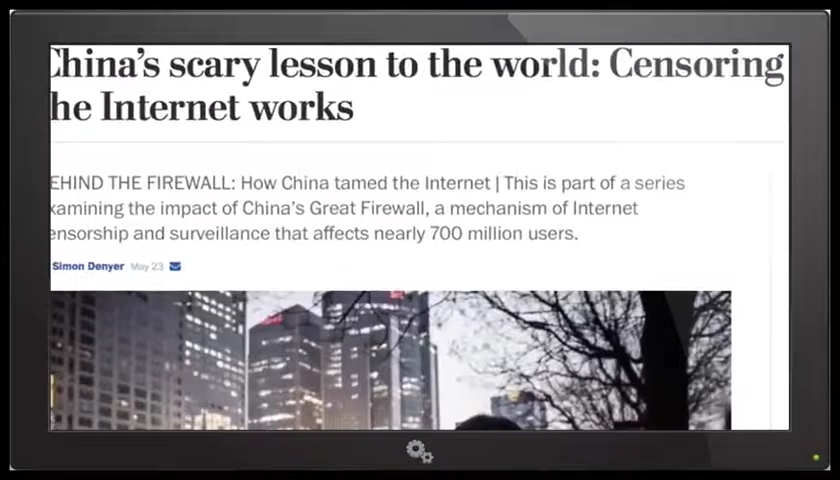 China's scary lesson to the world: Censoring
he Internet works
EHIND THE FIREWALL: How China tamed the Internet | This is part of a series
xamining the impact of China's Great Firewall, a mechanism of Internet
ensorship and surveillance that affects nearly 700 million users.
Simon Denyer May 23